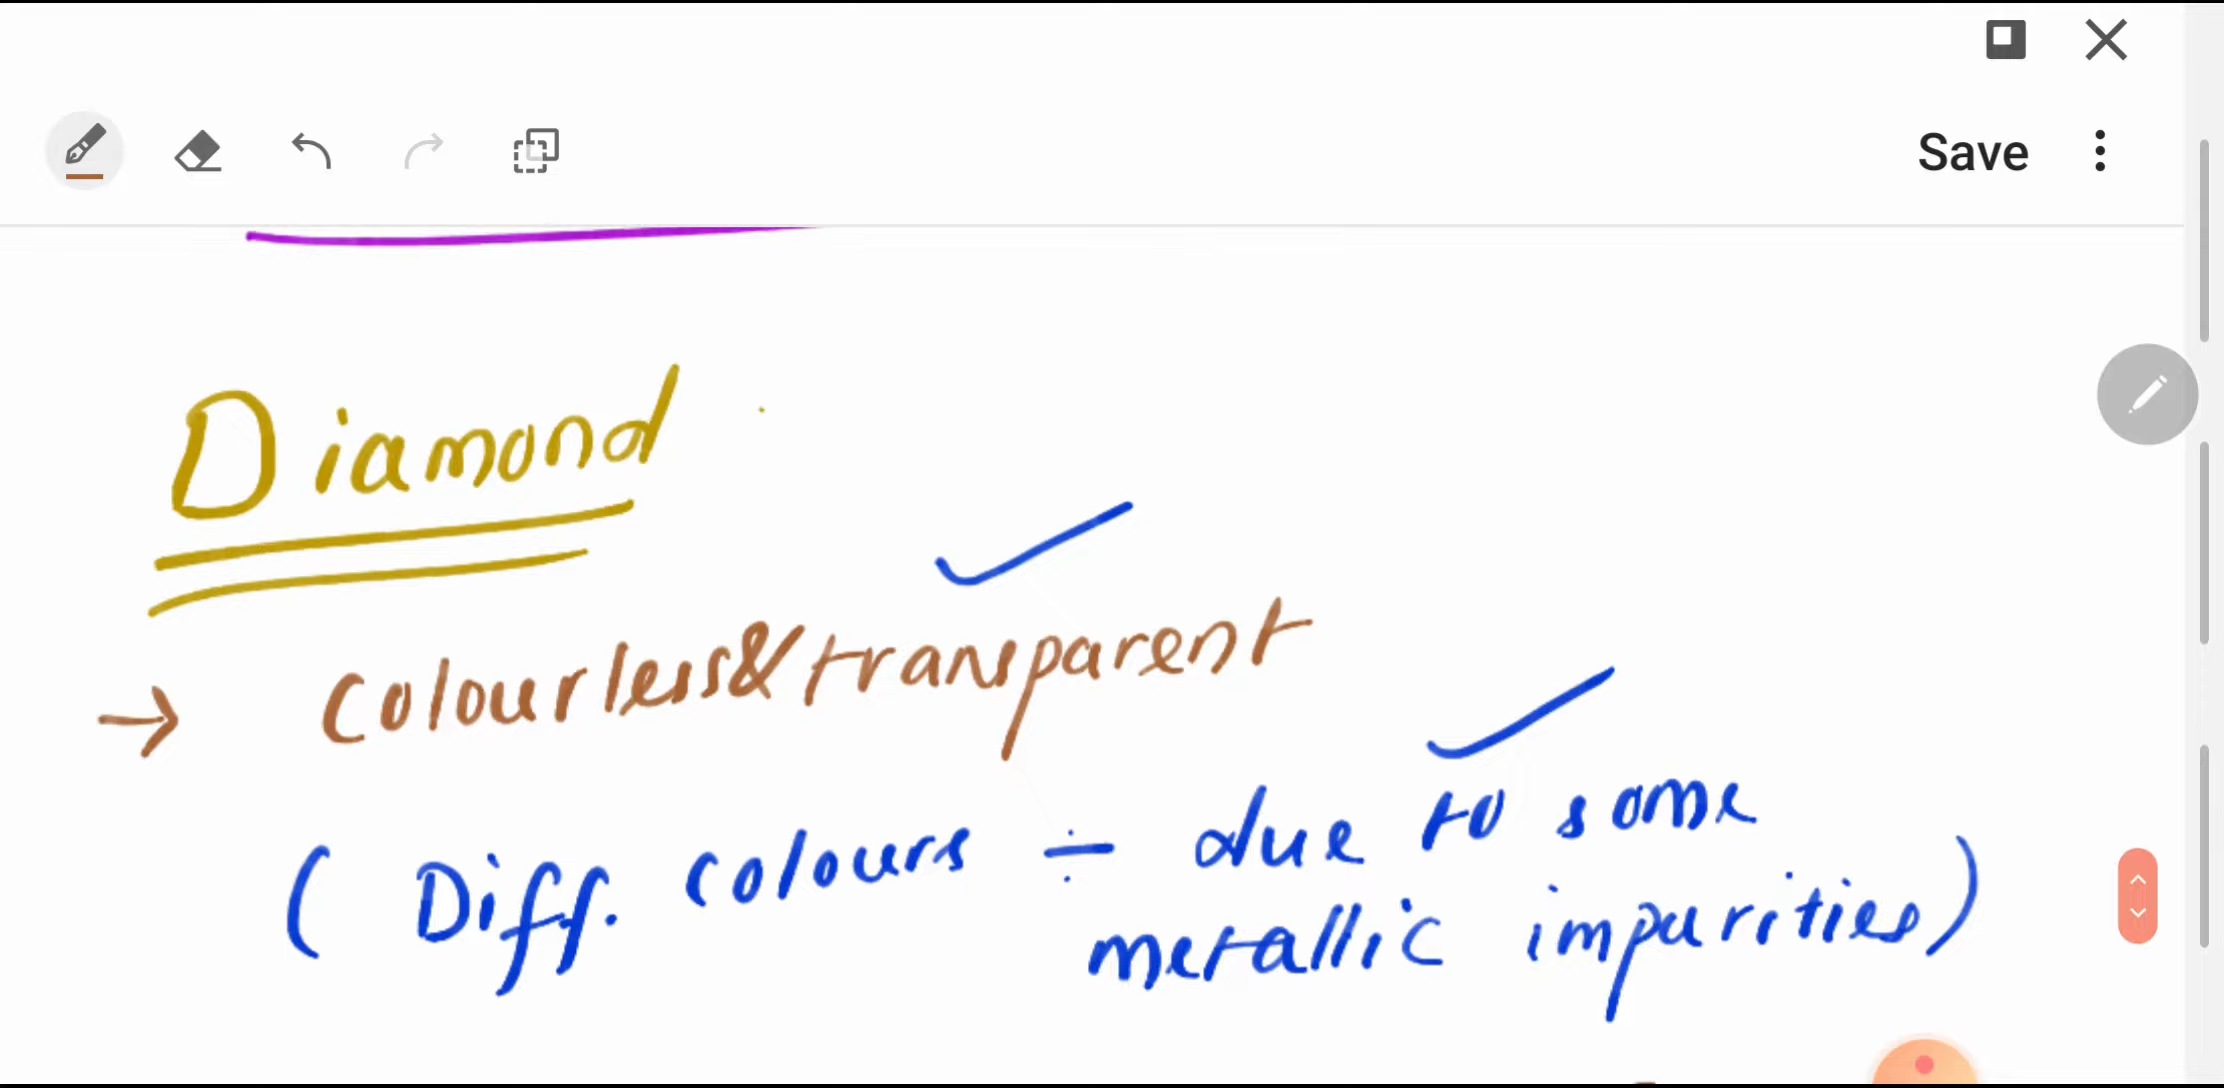 Save
Diamond
→ Colourless & transparent
( Diff. colours ÷ due to some
metallic impurities)